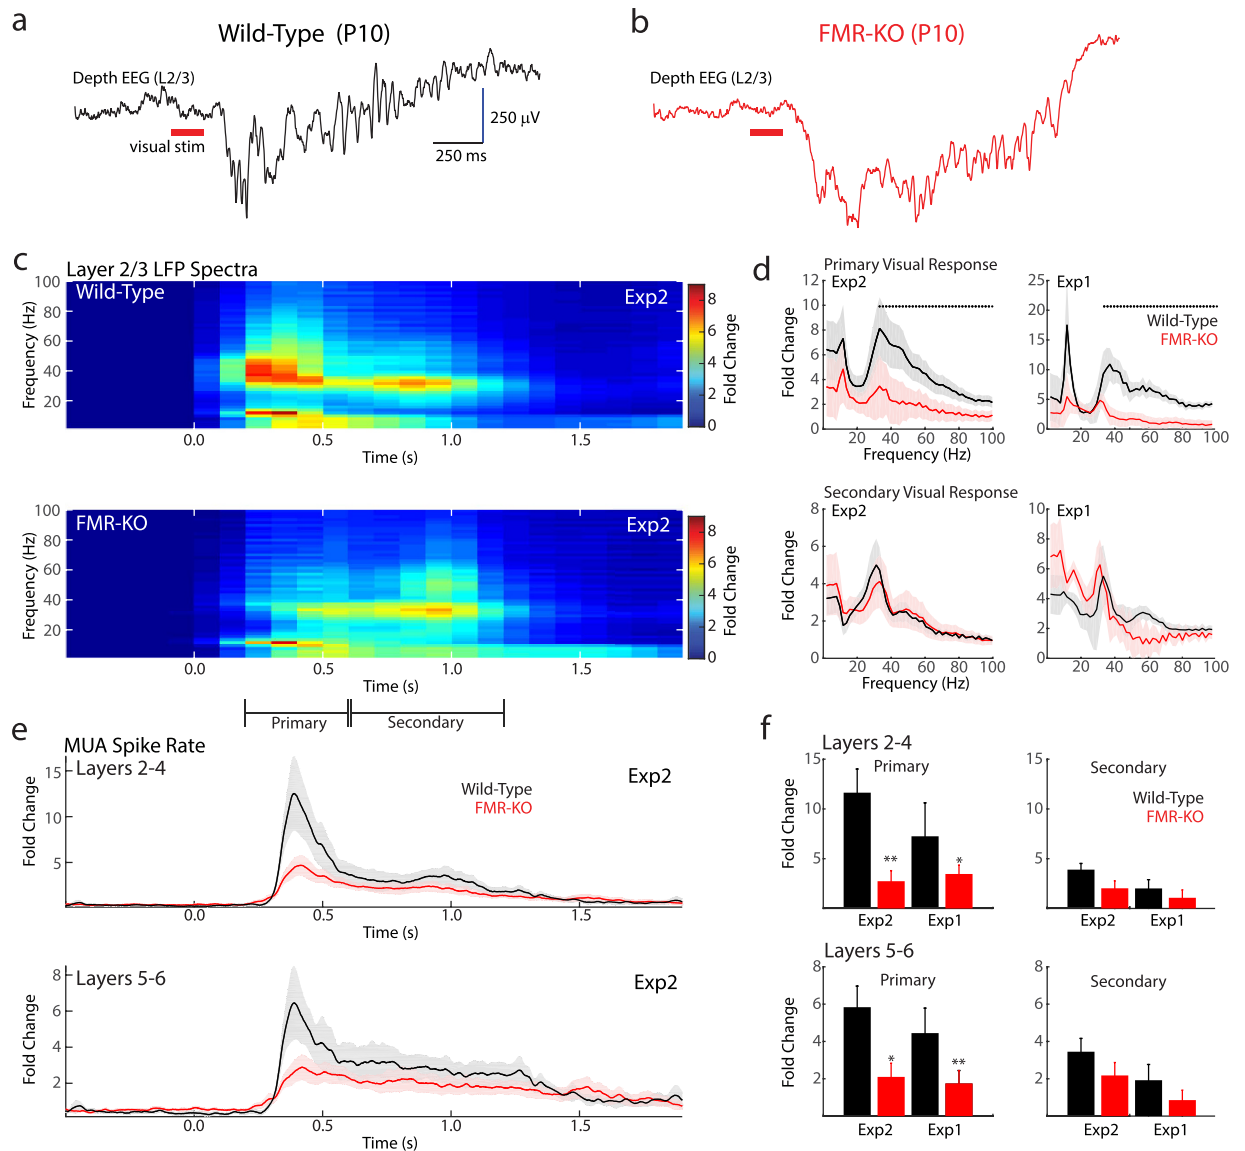 a
Wild-Type (P10)
Depth EEG (L2/3)
visual stim
250 µV
250 ms
b
FMR-KO (P10)
Depth EEG (L2/3)
c
Layer 2/3 LFP Spectra
Wild-Type
Exp2
Frequency (Hz)
100
80
60
40
20
0.0
0.5
1.0
1.5
Time (s)
8
6
4
2
0
Fold Change
FMR-KO
Exp2
Frequency (Hz)
100
80
60
40
20
0.0
0.5
1.0
1.5
Time (s)
8
6
4
2
0
Fold Change
Primary
Secondary
d
Primary Visual Response
Exp2
Fold Change
12
10
8
6
4
2
0
20 40 60 80 100
Frequency (Hz)
Exp1
Wild-Type
FMR-KO
25
20
15
10
5
0
20 40 60 80 100
Secondary Visual Response
Exp2
Fold Change
8
6
4
2
0
20 40 60 80 100
Frequency (Hz)
Exp1
10
8
6
4
2
0
20 40 60 80 100
e
MUA Spike Rate
Layers 2-4
Exp2
Wild-Type
FMR-KO
Fold Change
15
10
5
0.0
0.5
1.0
1.5
Time (s)
Layers 5-6
Exp2
Fold Change
8
6
4
2
0.0
0.5
1.0
1.5
Time (s)
f
Layers 2-4
Primary
Fold Change
15
10
5
**
*
Exp2
Exp1
Secondary
Wild-Type
FMR-KO
15
10
5
Exp2
Exp1
Layers 5-6
Primary
Fold Change
8
6
4
2
*
**
Exp2
Exp1
Secondary
8
6
4
2
Exp2
Exp1